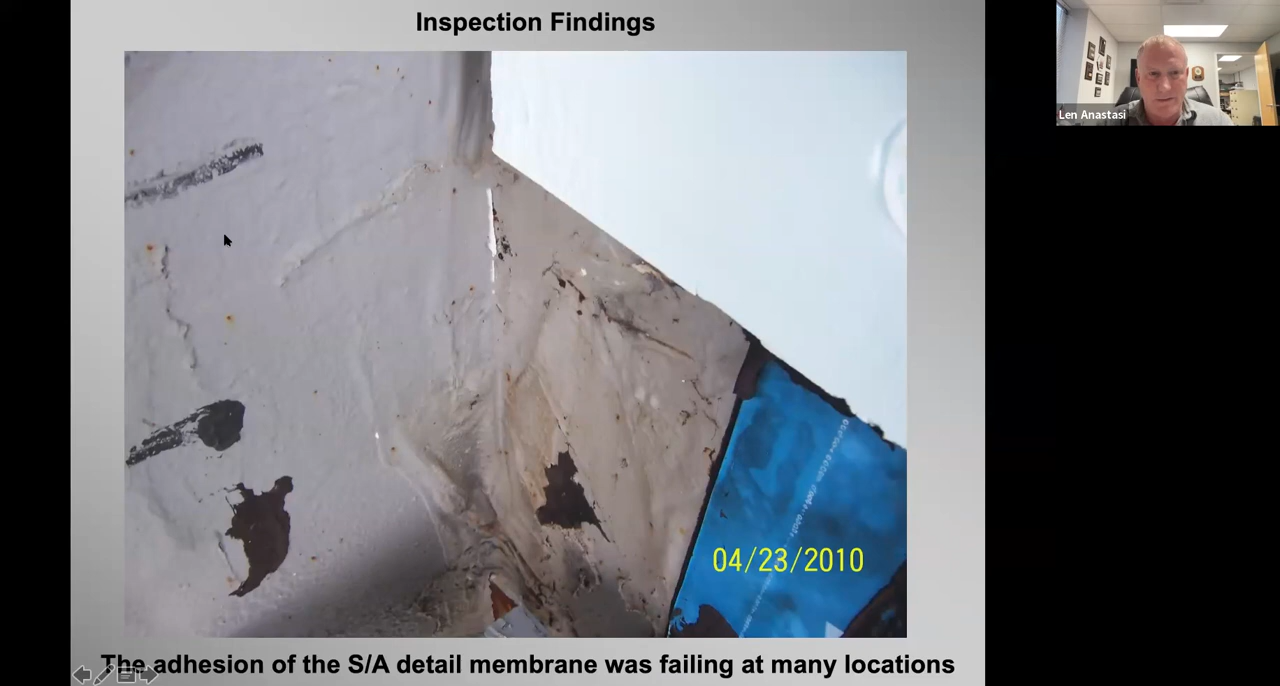 Inspection Findings
Len Anastasi
04/23/2010
The adhesion of the S/A detail membrane was failing at many locations